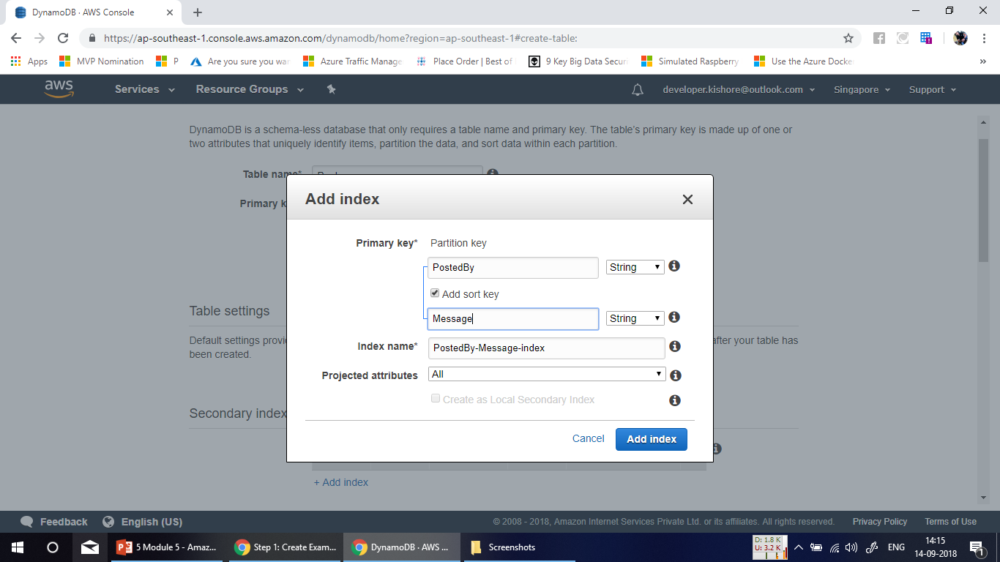 DynamoDB · AWS Console
https://ap-southeast-1.console.aws.amazon.com/dynamodb/home?region=ap-southeast-1#create-table:
Apps MVP Nomination P Are you sure you wan Azure Traffic Manage Place Order | Best of 9 Key Big Data Securi Simulated Raspberry Use the Azure Docke
aws Services Resource Groups developer.kishore@outlook.com Singapore Support
DynamoDB is a schema-less database that only requires a table name and primary key. The table's primary key is made up of one or
two attributes that uniquely identify items, partition the data, and sort data within each partition.
Table name*
Primary k
Add index
Primary key* Partition key
PostedBy String
Add sort key
Message String
Index name* PostedBy-Message-index
Projected attributes All
Create as Local Secondary Index
Cancel Add index
Table settings
Default settings provi after your table has
been created.
Secondary index
+ Add index
Feedback English (US) © 2008 - 2018, Amazon Internet Services Private Ltd. or its affiliates. All rights reserved. Privacy Policy Terms of Use
5 Module 5 - Amaz... Step 1: Create Exam... DynamoDB · AWS ... Screenshots
D: 1.8 K
U: 3.2 K
ENG
14:15
14-09-2018
1